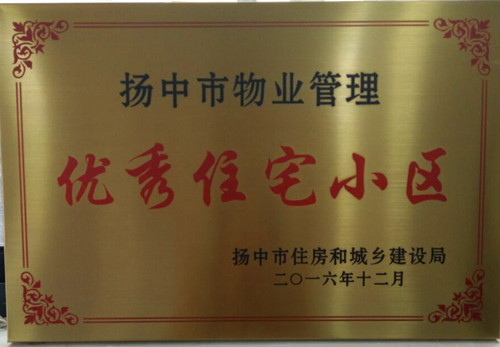 扬中市物业管理
优秀住宅小区
扬中市住房和城乡建设局
二〇一六年十二月